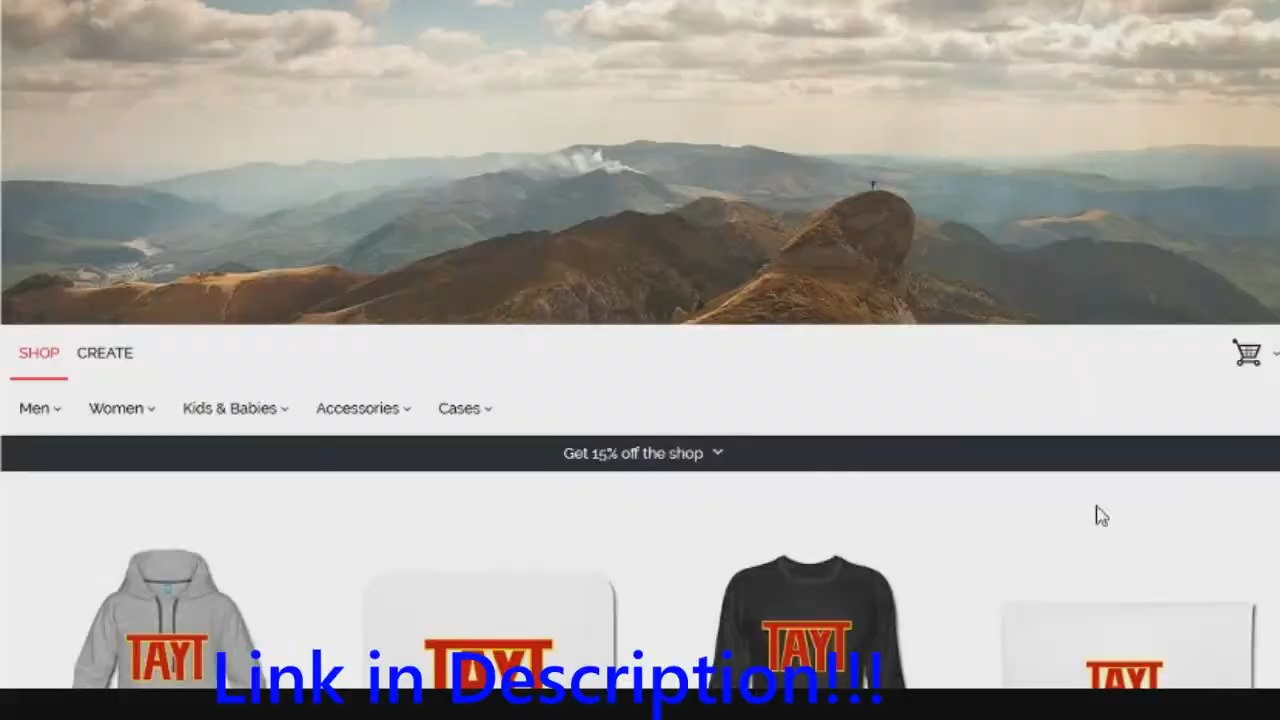 SHOP CREATE
Men Women Kids & Babies Accessories Cases
Get 15% off the shop
TAYT TAYT TAYT TAYT
Link in Description!!!